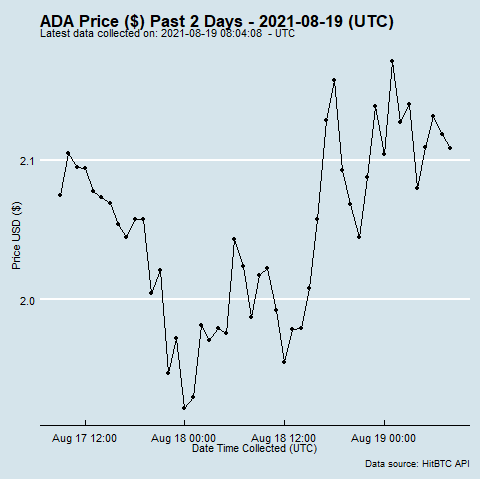 ADA Price ($) Past 2 Days - 2021-08-19 (UTC)
Latest data collected on: 2021-08-19 08:04:08 - UTC
Price USD ($)
2.1
2.0
Aug 17 12:00 Aug 18 00:00 Aug 18 12:00 Aug 19 00:00
Date Time Collected (UTC)
Data source: HitBTC API